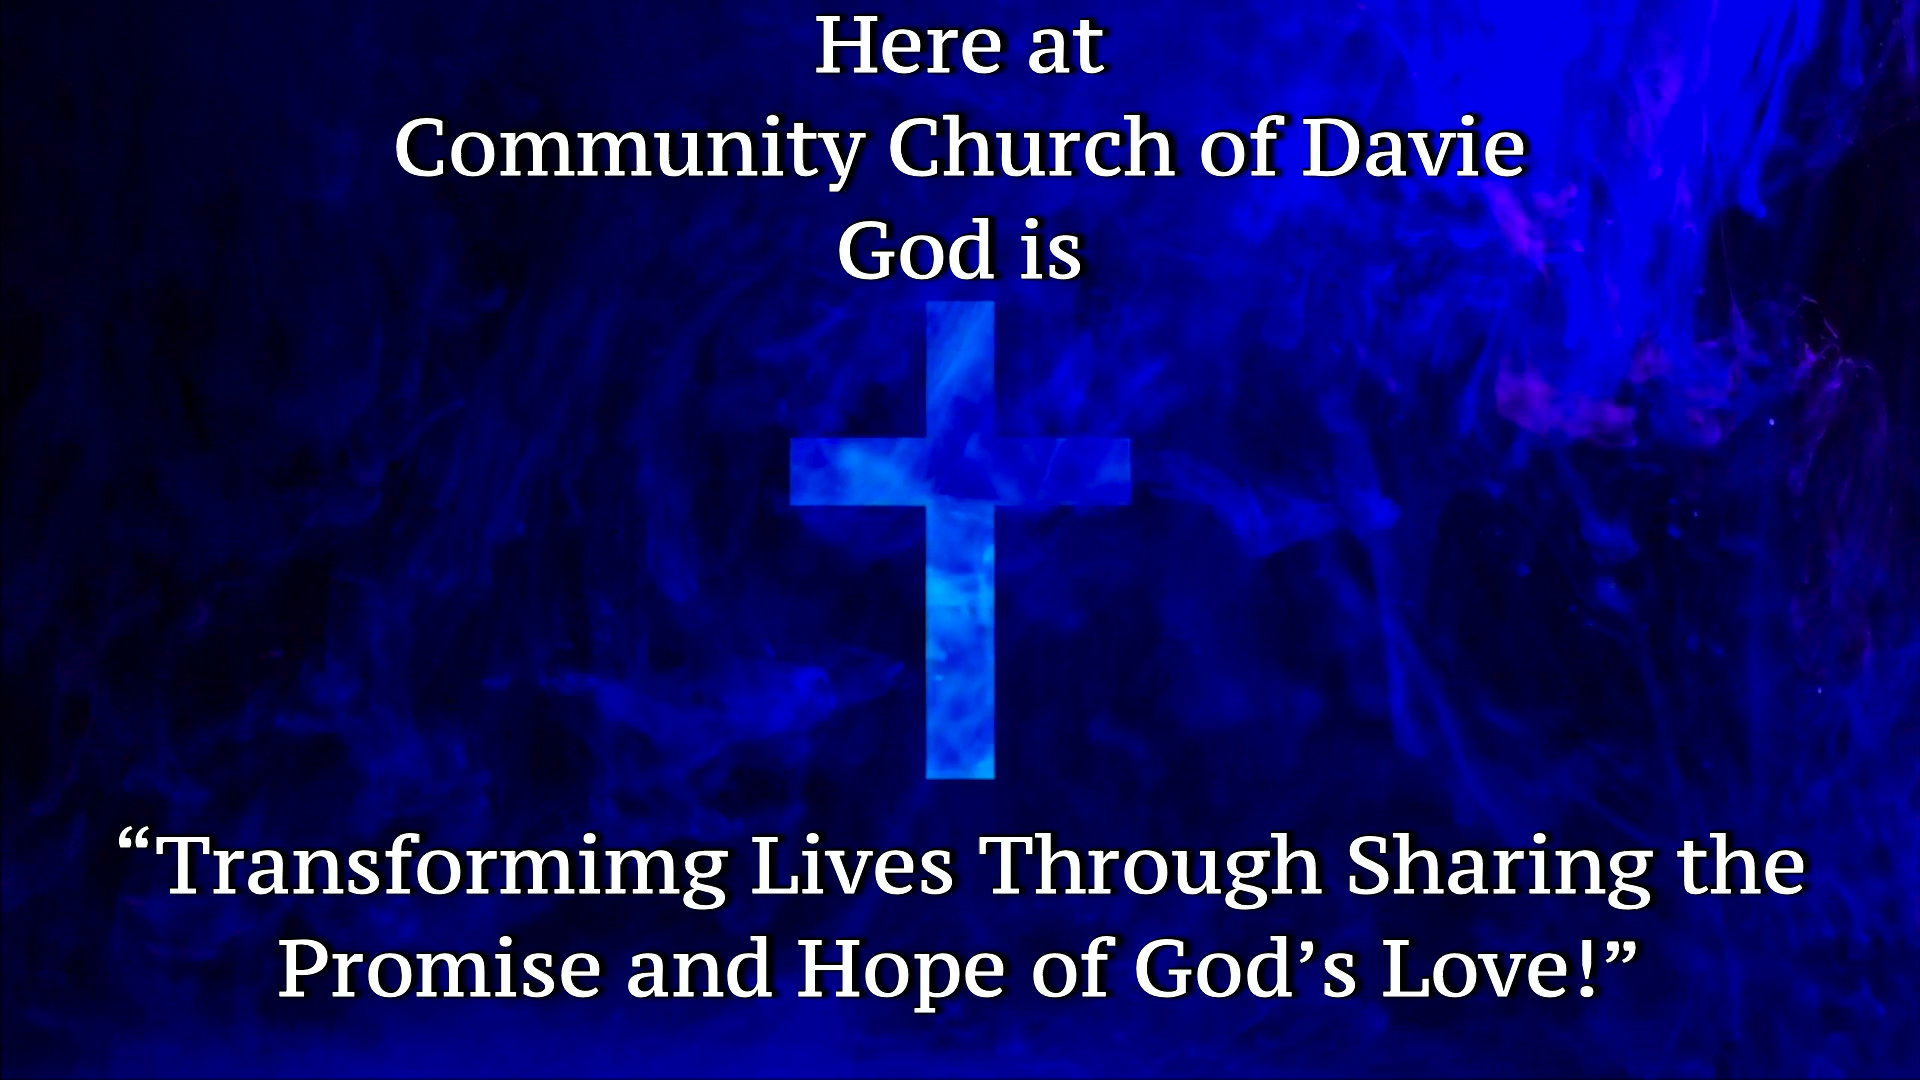 Here at
Community Church of Davie
God is
“Transformimg Lives Through Sharing the
Promise and Hope of God’s Love!”